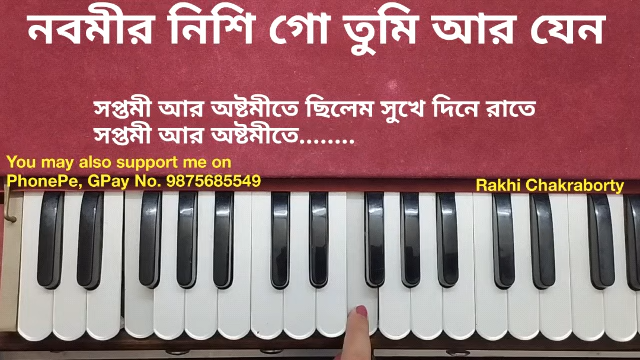 নবমীর নিশি গো তুমি আর যেন
সপ্তমী আর অষ্টমীতে ছিলেম সুখে দিনে রাতে
সপ্তমী আর অষ্টমীতে........
You may also support me on
PhonePe, GPay No. 9875685549
Rakhi Chakraborty